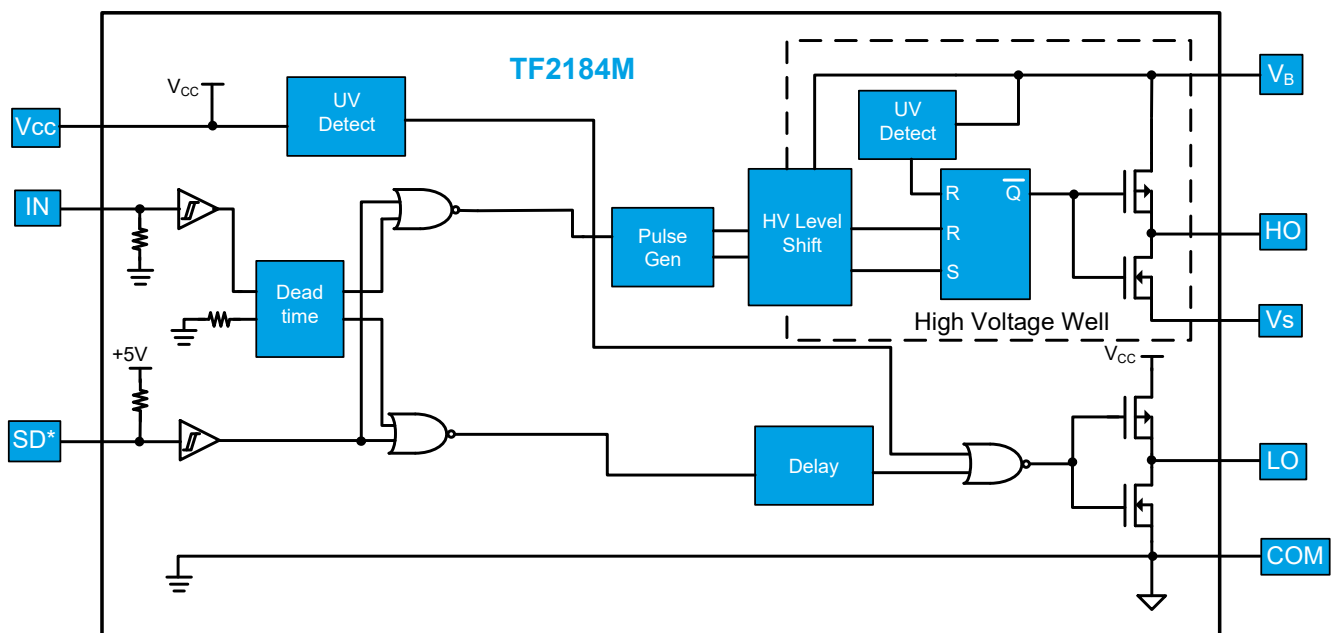 TF2184M
VCC
UV
Detect
VB
Vcc
UV
Detect
IN
R
Q
HV Level
Shift
R
Pulse
Gen
HO
S
Dead
time
High Voltage Well
Vs
+5V
VCC
SD*
Delay
LO
COM